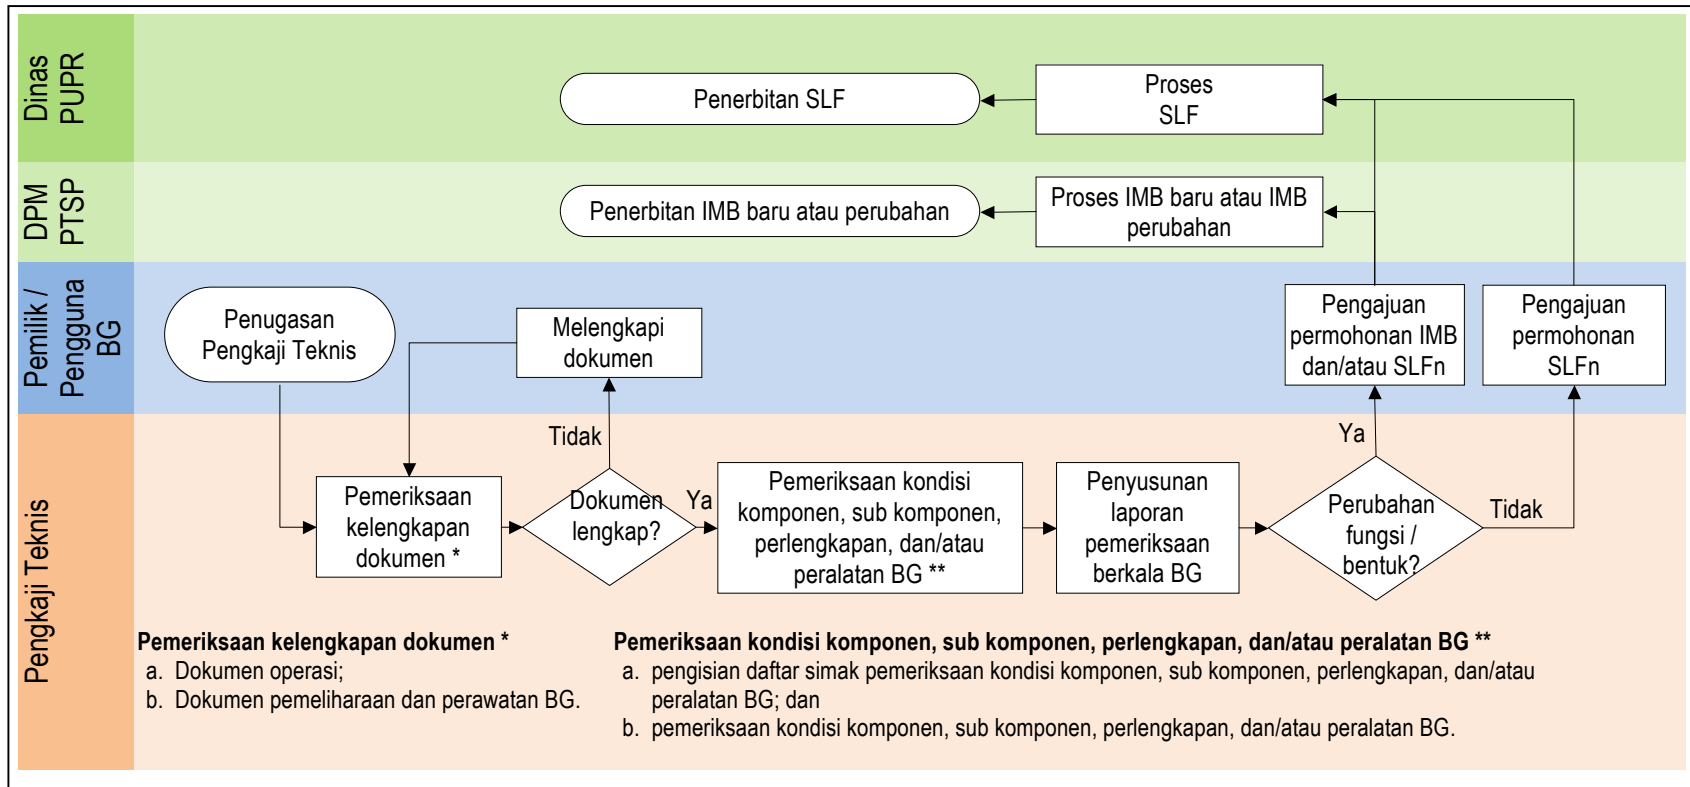 Dinas
PUPR
Penerbitan SLF
Proses
SLF
DPM
PTSP
Penerbitan IMB baru atau perubahan
Proses IMB baru atau IMB
perubahan
Pemilik /
Pengguna
BG
Penugasan
Pengkaji Teknis
Melengkapi
dokumen
Pengajuan
permohonan IMB
dan/atau SLFn
Pengajuan
permohonan
SLFn
Pengkaji Teknis
Tidak
Ya
Pemeriksaan
kelengkapan
dokumen *
Dokumen
lengkap?
Ya
Pemeriksaan kondisi
komponen, sub komponen,
perlengkapan, dan/atau
peralatan BG **
Penyusunan
laporan
pemeriksaan
berkala BG
Perubahan
fungsi /
bentuk?
Tidak
Pemeriksaan kelengkapan dokumen *
a. Dokumen operasi;
b. Dokumen pemeliharaan dan perawatan BG.
Pemeriksaan kondisi komponen, sub komponen, perlengkapan, dan/atau peralatan BG **
a. pengisian daftar simak pemeriksaan kondisi komponen, sub komponen, perlengkapan, dan/atau
peralatan BG; dan
b. pemeriksaan kondisi komponen, sub komponen, perlengkapan, dan/atau peralatan BG.